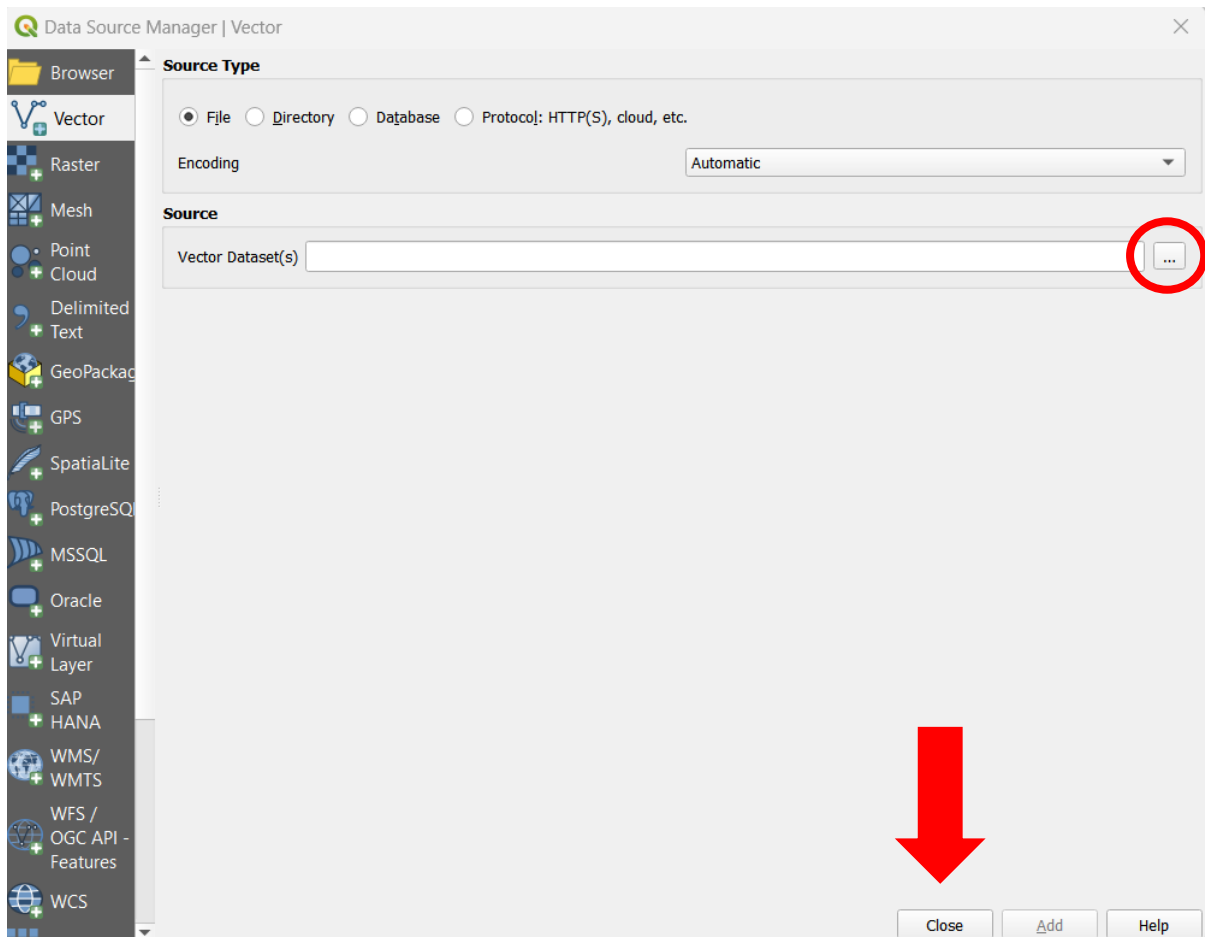 Data Source Manager | Vector
Browser
Vector
Raster
Mesh
Point
Cloud
Delimited
Text
GeoPackag
GPS
SpatiaLite
PostgreSQ
MSSQL
Oracle
Virtual
Layer
SAP
HANA
WMS/
WMTS
WFS /
OGC API -
Features
WCS
Source Type
File Directory Database Protocol: HTTP(S), cloud, etc.
Encoding Automatic
Source
Vector Dataset(s) ...
Close Add Help